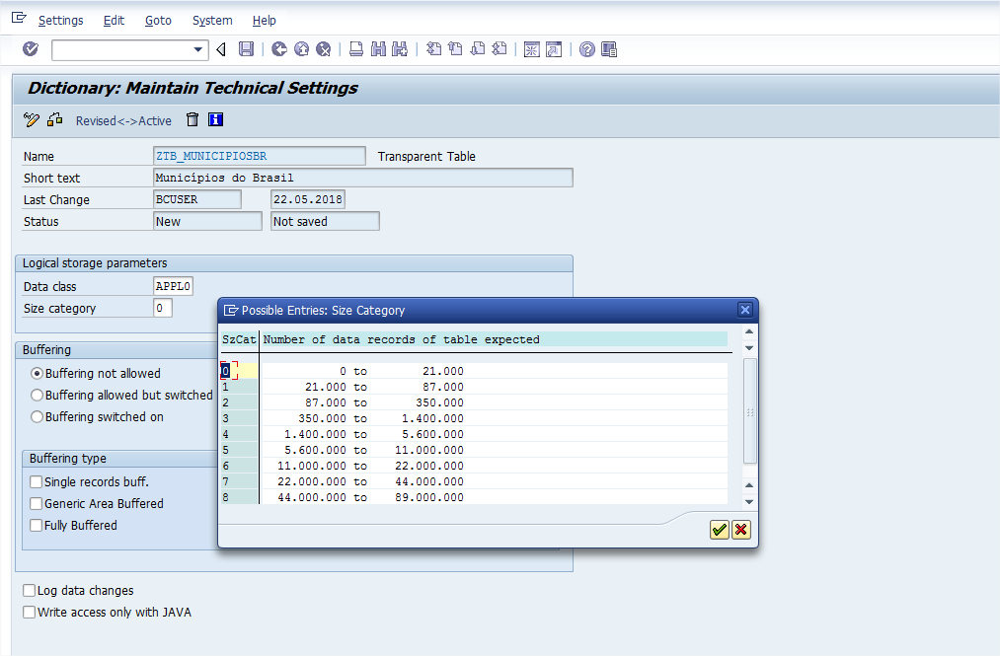 Settings Edit Goto System Help
Dictionary: Maintain Technical Settings
Revised<->Active
Name ZTB_MUNICIPIOSBR Transparent Table
Short text Municípios do Brasil
Last Change BCUSER 22.05.2018
Status New Not saved
Logical storage parameters
Data class APPL0
Size category 0
Buffering
Buffering not allowed
Buffering allowed but switched
Buffering switched on
Buffering type
Single records buff.
Generic Area Buffered
Fully Buffered
Log data changes
Write access only with JAVA
Possible Entries: Size Category
SzCat Number of data records of table expected
0 0 to 21.000
1 21.000 to 87.000
2 87.000 to 350.000
3 350.000 to 1.400.000
4 1.400.000 to 5.600.000
5 5.600.000 to 11.000.000
6 11.000.000 to 22.000.000
7 22.000.000 to 44.000.000
8 44.000.000 to 89.000.000